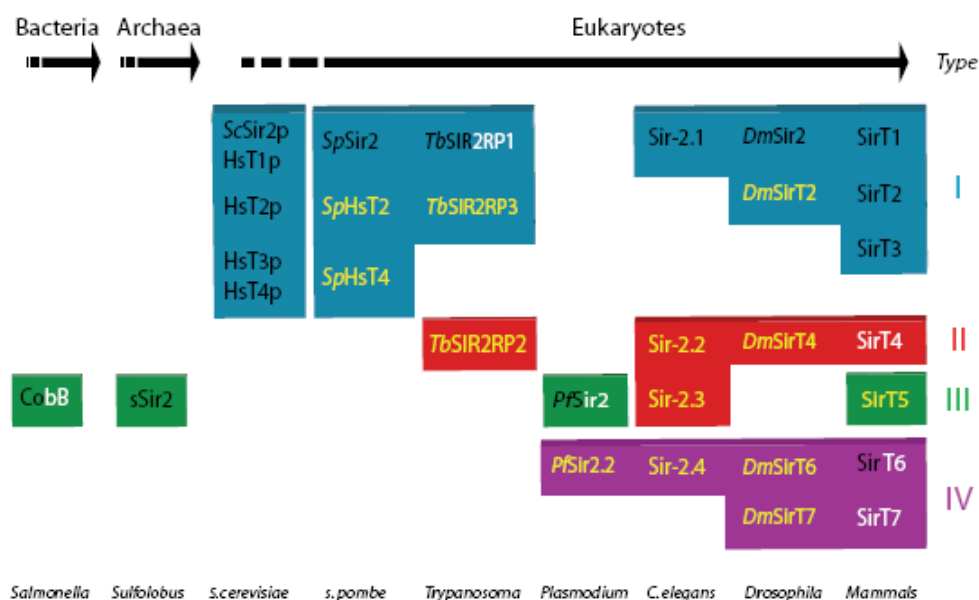 Bacteria Archaea Eukaryotes
Type
ScSir2p SpSir2 TbSIR2RP1 Sir-2.1 DmSir2 SirT1
HsT1p
HsT2p SpHsT2 TbSIR2RP3 DmSirT2 SirT2 I
HsT3p SpHsT4 SirT3
HsT4p
TbSIR2RP2 Sir-2.2 DmSirT4 SirT4 II
CobB sSir2 PfSir2 Sir-2.3 SirT5 III
PfSir2.2 Sir-2.4 DmSirT6 SirT6
DmSirT7 SirT7 IV
Salmonella Sulfolobus s.cerevisiae s.pombe Trypanosoma Plasmodium C.elegans Drosophila Mammals